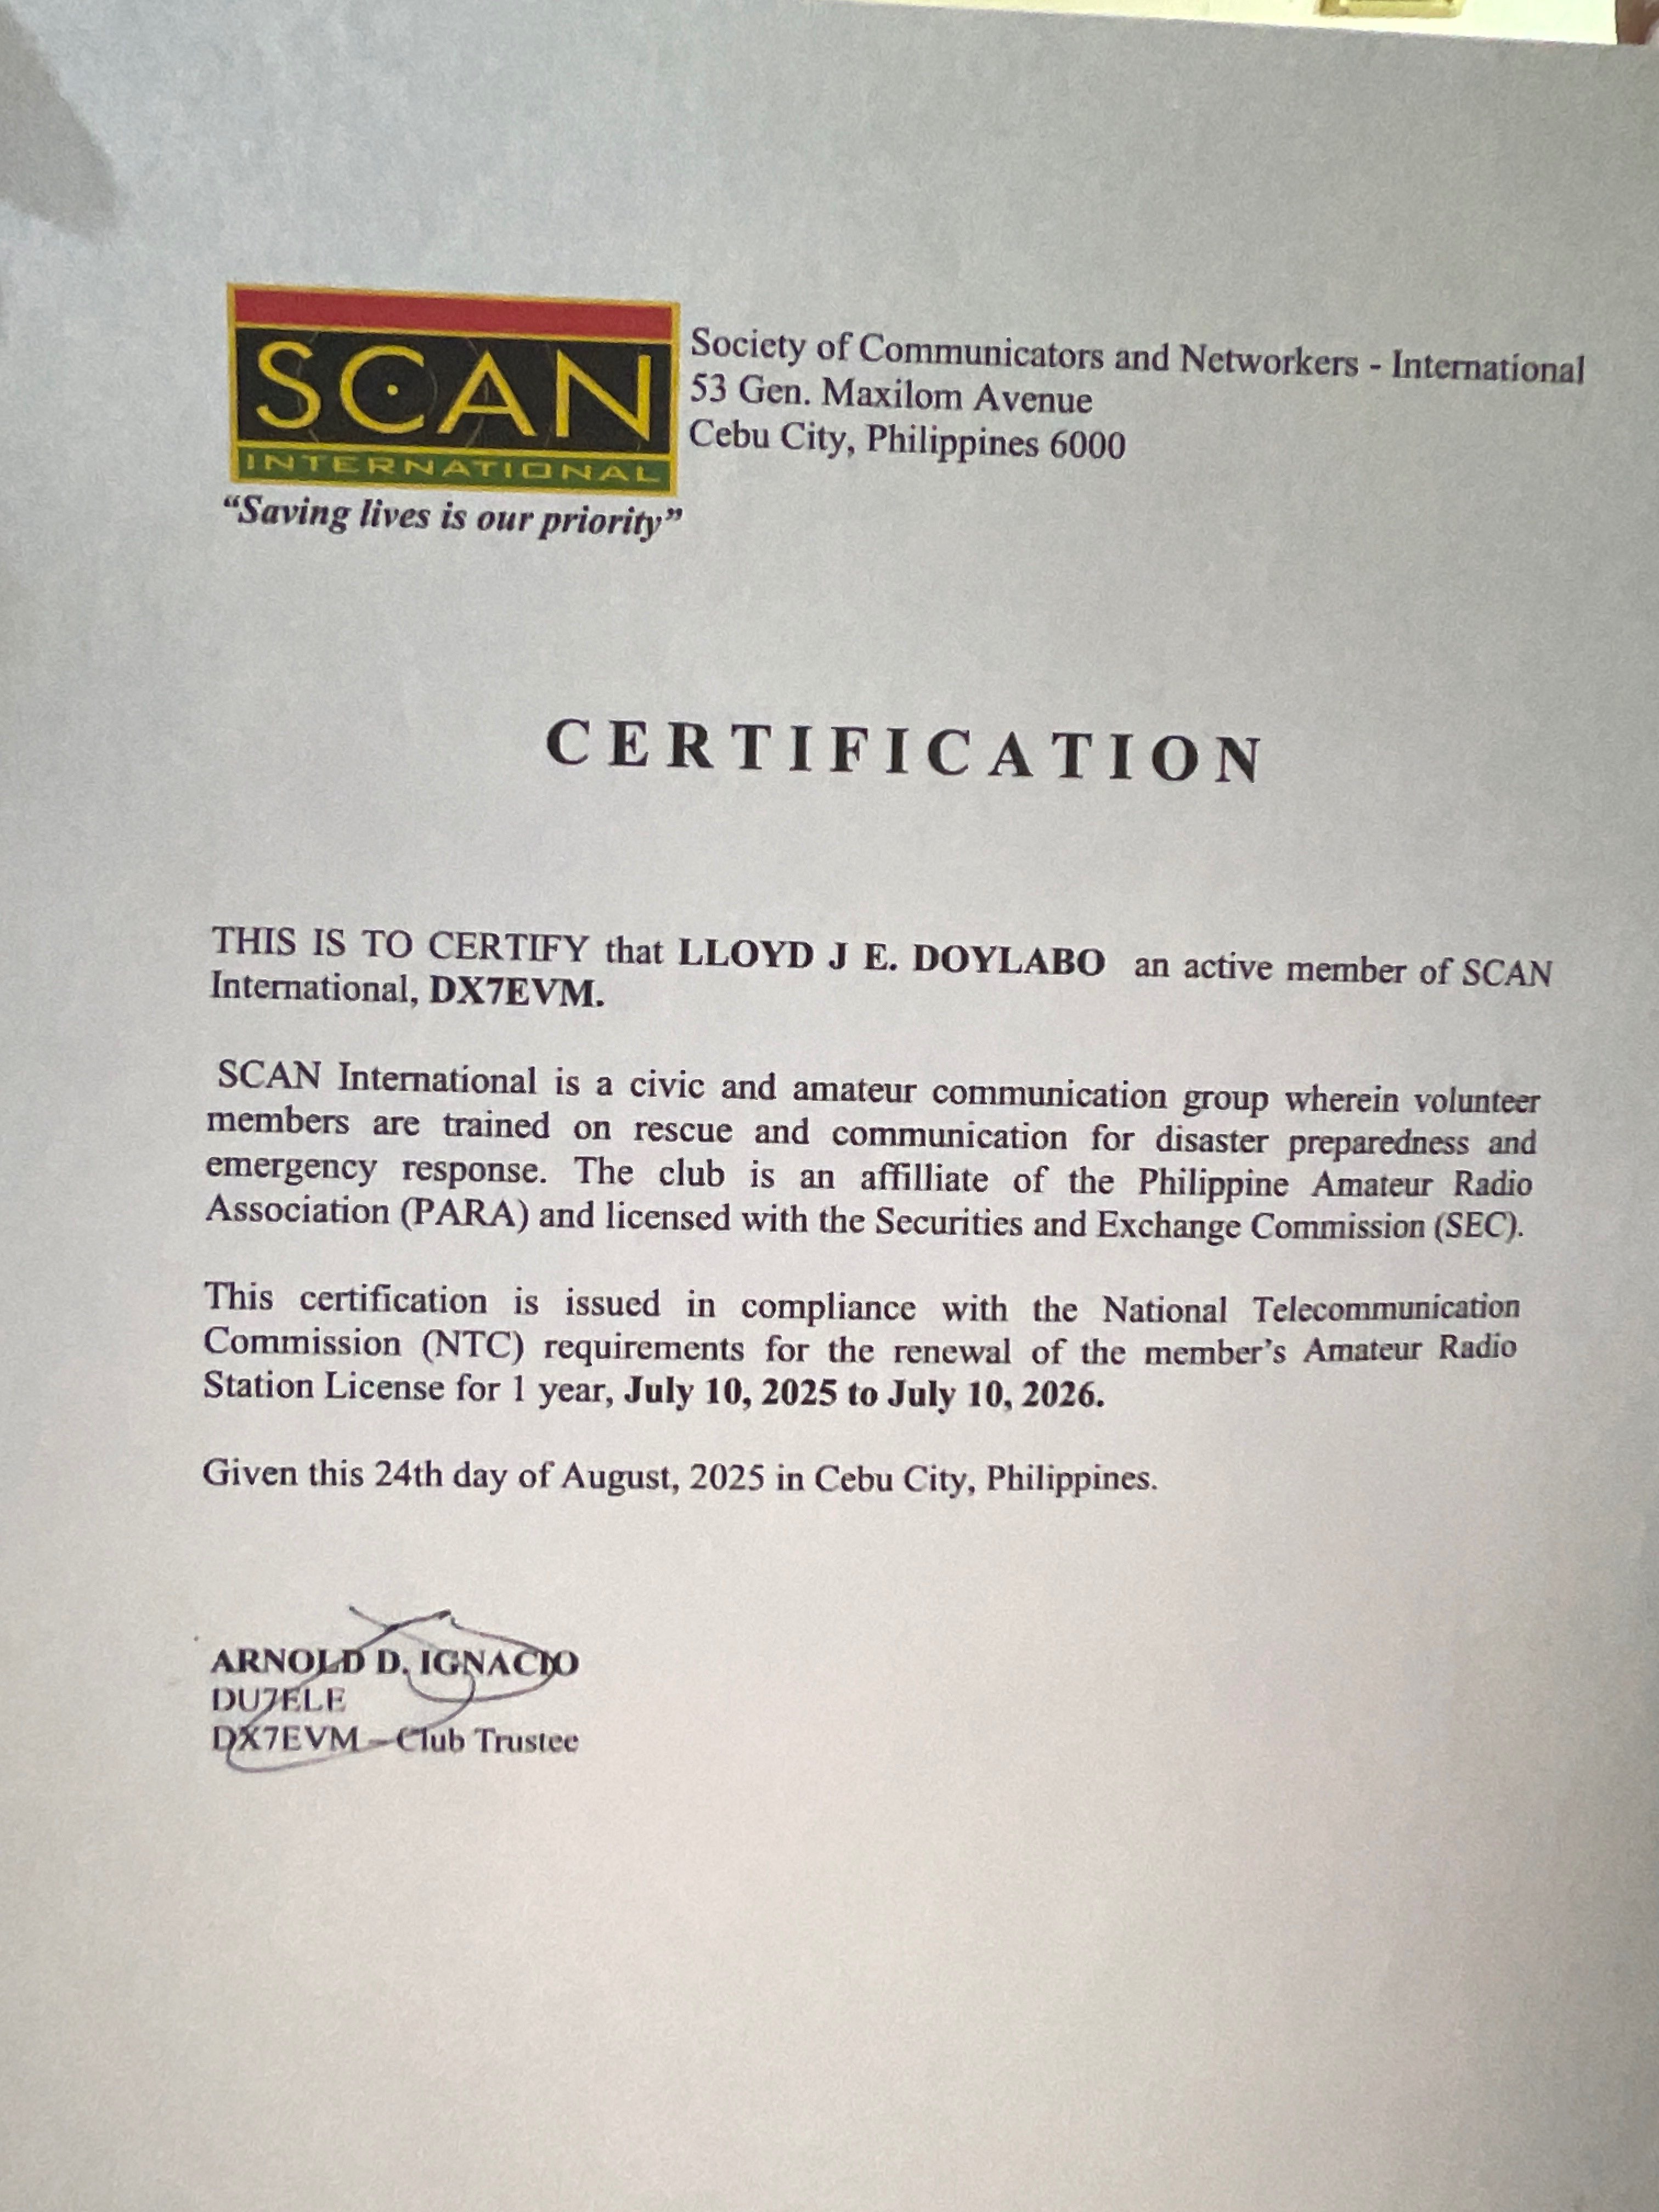 SCAN
INTERNATIONAL
"Saving lives is our priority"
Society of Communicators and Networkers - International
53 Gen. Maxilom Avenue
Cebu City, Philippines 6000
CERTIFICATION
THIS IS TO CERTIFY that LLOYD J E. DOYLABO an active member of SCAN
International, DX7EVM.
SCAN International is a civic and amateur communication group wherein volunteer
members are trained on rescue and communication for disaster preparedness and
emergency response. The club is an affilliate of the Philippine Amateur Radio
Association (PARA) and licensed with the Securities and Exchange Commission (SEC).
This certification is issued in compliance with the National Telecommunication
Commission (NTC) requirements for the renewal of the member's Amateur Radio
Station License for 1 year, July 10, 2025 to July 10, 2026.
Given this 24th day of August, 2025 in Cebu City, Philippines.
ARNOLD D. IGNACIO
DU7ELE
DX7EVM – Club Trustee